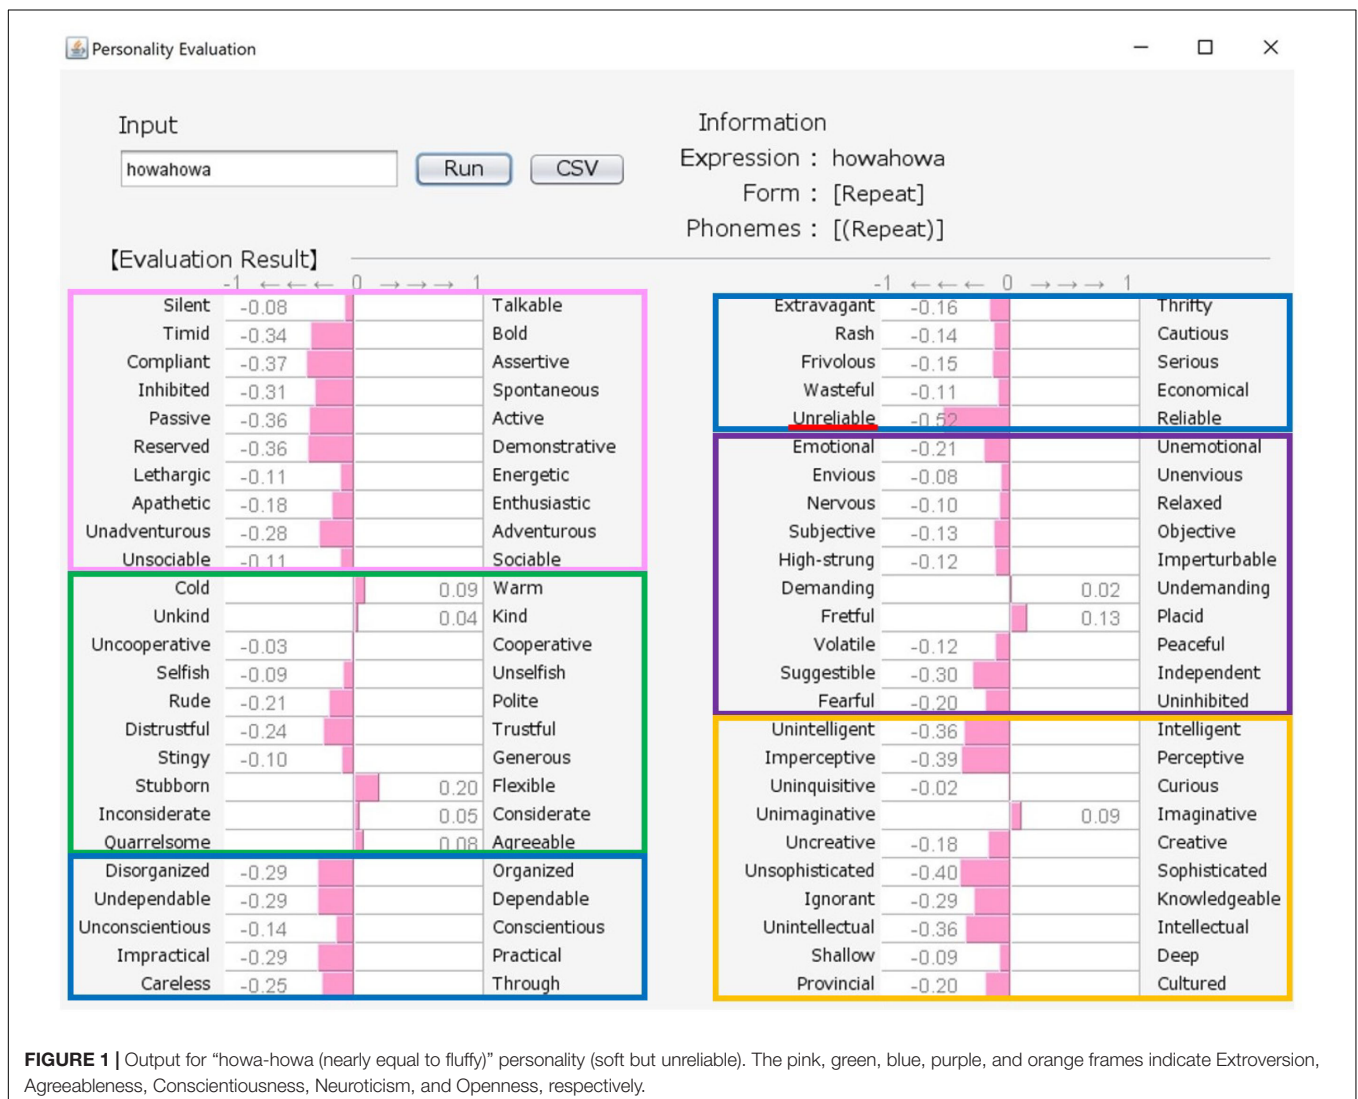 Personality Evaluation
Input
howahowa
Run
CSV
Information
Expression : howahowa
Form : [Repeat]
Phonemes : [(Repeat)]
【Evaluation Result】
-1 ← ← ← 0 → → → 1
Silent -0.08 Talkable
Timid -0.34 Bold
Compliant -0.37 Assertive
Inhibited -0.31 Spontaneous
Passive -0.36 Active
Reserved -0.36 Demonstrative
Lethargic -0.11 Energetic
Apathetic -0.18 Enthusiastic
Unadventurous -0.28 Adventurous
Unsociable -0.11 Sociable
Cold 0.09 Warm
Unkind 0.04 Kind
Uncooperative -0.03 Cooperative
Selfish -0.09 Unselfish
Rude -0.21 Polite
Distrustful -0.24 Trustful
Stingy -0.10 Generous
Stubborn 0.20 Flexible
Inconsiderate 0.05 Considerate
Quarrelsome 0.08 Agreeable
Disorganized -0.29 Organized
Undependable -0.29 Dependable
Unconscientious -0.14 Conscientious
Impractical -0.29 Practical
Careless -0.25 Through
-1 ← ← ← 0 → → → 1
Extravagant -0.16 Thrifty
Rash -0.14 Cautious
Frivolous -0.15 Serious
Wasteful -0.11 Economical
Unreliable -0.52 Reliable
Emotional -0.21 Unemotional
Envious -0.08 Unenvious
Nervous -0.10 Relaxed
Subjective -0.13 Objective
High-strung -0.12 Imperturbable
Demanding 0.02 Undemanding
Fretful 0.13 Placid
Volatile -0.12 Peaceful
Suggestible -0.30 Independent
Fearful -0.20 Uninhibited
Unintelligent -0.36 Intelligent
Imperceptive -0.39 Perceptive
Uninquisitive -0.02 Curious
Unimaginative 0.09 Imaginative
Uncreative -0.18 Creative
Unsophisticated -0.40 Sophisticated
Ignorant -0.29 Knowledgeable
Unintellectual -0.36 Intellectual
Shallow -0.09 Deep
Provincial -0.20 Cultured
FIGURE 1 | Output for “howa-howa (nearly equal to fluffy)” personality (soft but unreliable). The pink, green, blue, purple, and orange frames indicate Extroversion,
Agreeableness, Conscientiousness, Neuroticism, and Openness, respectively.